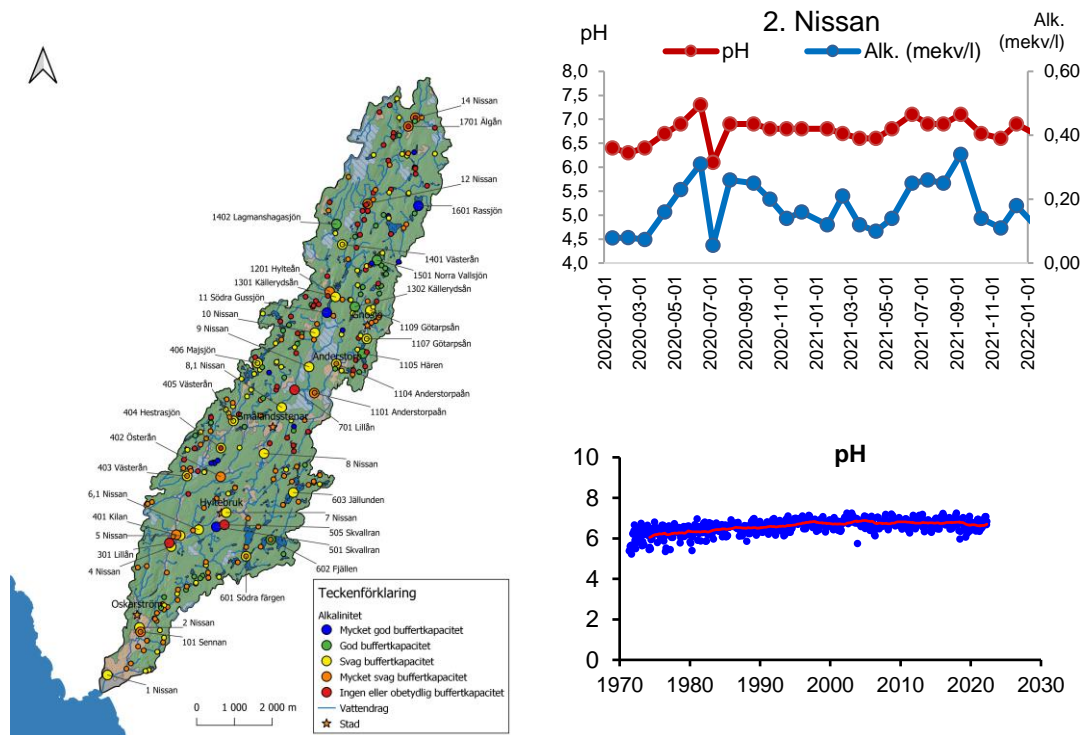 14 Nissan
1701 Älgån
12 Nissan
1601 Rassjön
1402 Lagmanshagasjön
1401 Västerån
1501 Norra Vallsjön
1201 Hylteån
1301 Källerydsån
1302 Källerydsån
11 Södra Gussjön
Gnosjö
10 Nissan
1109 Götarpsån
9 Nissan
1107 Götarpsån
406 Majsjön
Anderstorp
1105 Hären
8,1 Nissan
1104 Anderstorpaån
405 Västerån
1101 Anderstorpaån
404 Hestrasjön
Smålandsstenar
701 Lillån
402 Österån
8 Nissan
403 Västerån
603 Jällunden
6,1 Nissan
Hyltebruk
7 Nissan
401 Kilan
505 Skvallran
5 Nissan
501 Skvallran
301 Lillån
602 Fjällen
4 Nissan
601 Södra färgen
Oskarström
2 Nissan
101 Sennan
1 Nissan
0 1 000 2 000 m
Teckenförklaring
Alkalinitet
Mycket god buffertkapacitet
God buffertkapacitet
Svag buffertkapacitet
Mycket svag buffertkapacitet
Ingen eller obetydlig buffertkapacitet
Vattendrag
Stad
2. Nissan
pH
Alk.
(mekv/l)
pH
Alk. (mekv/l)
8,0
7,5
7,0
6,5
6,0
5,5
5,0
4,5
4,0
0,60
0,40
0,20
0,00
2020-01-01
2020-03-01
2020-05-01
2020-07-01
2020-09-01
2020-11-01
2021-01-01
2021-03-01
2021-05-01
2021-07-01
2021-09-01
2021-11-01
2022-01-01
pH
10
8
6
4
2
0
1970 1980 1990 2000 2010 2020 2030